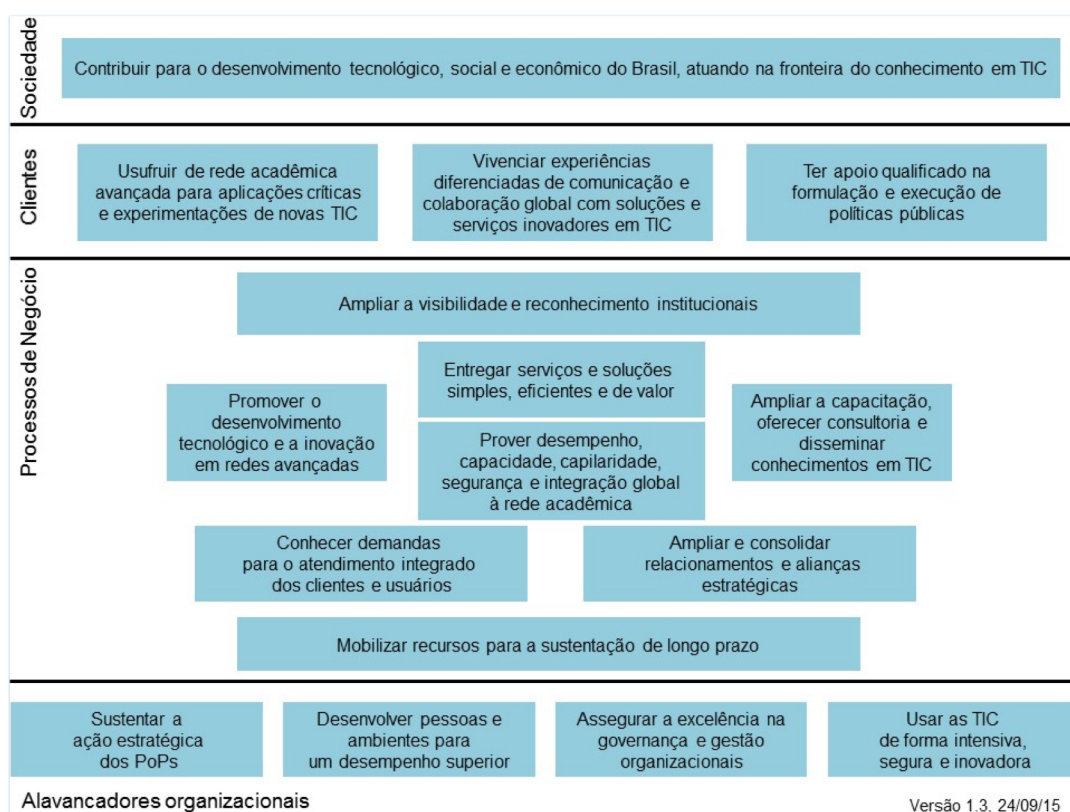 Sociedade
Contribuir para o desenvolvimento tecnológico, social e econômico do Brasil, atuando na fronteira do conhecimento em TIC
Clientes
Usufruir de rede acadêmica
avançada para aplicações críticas
e experimentações de novas TIC
Vivenciar experiências
diferenciadas de comunicação e
colaboração global com soluções e
serviços inovadores em TIC
Ter apoio qualificado na
formulação e execução de
políticas públicas
Processos de Negócio
Ampliar a visibilidade e reconhecimento institucionais
Entregar serviços e soluções
simples, eficientes e de valor
Promover o
desenvolvimento
tecnológico e a inovação
em redes avançadas
Prover desempenho,
capacidade, capilaridade,
segurança e integração global
à rede acadêmica
Ampliar a capacitação,
oferecer consultoria e
disseminar
conhecimentos em TIC
Conhecer demandas
para o atendimento integrado
dos clientes e usuários
Ampliar e consolidar
relacionamentos e alianças
estratégicas
Mobilizar recursos para a sustentação de longo prazo
Sustentar a
ação estratégica
dos PoPs
Desenvolver pessoas e
ambientes para
um desempenho superior
Assegurar a excelência na
governança e gestão
organizacionais
Usar as TIC
de forma intensiva,
segura e inovadora
Alavancadores organizacionais
Versão 1.3, 24/09/15